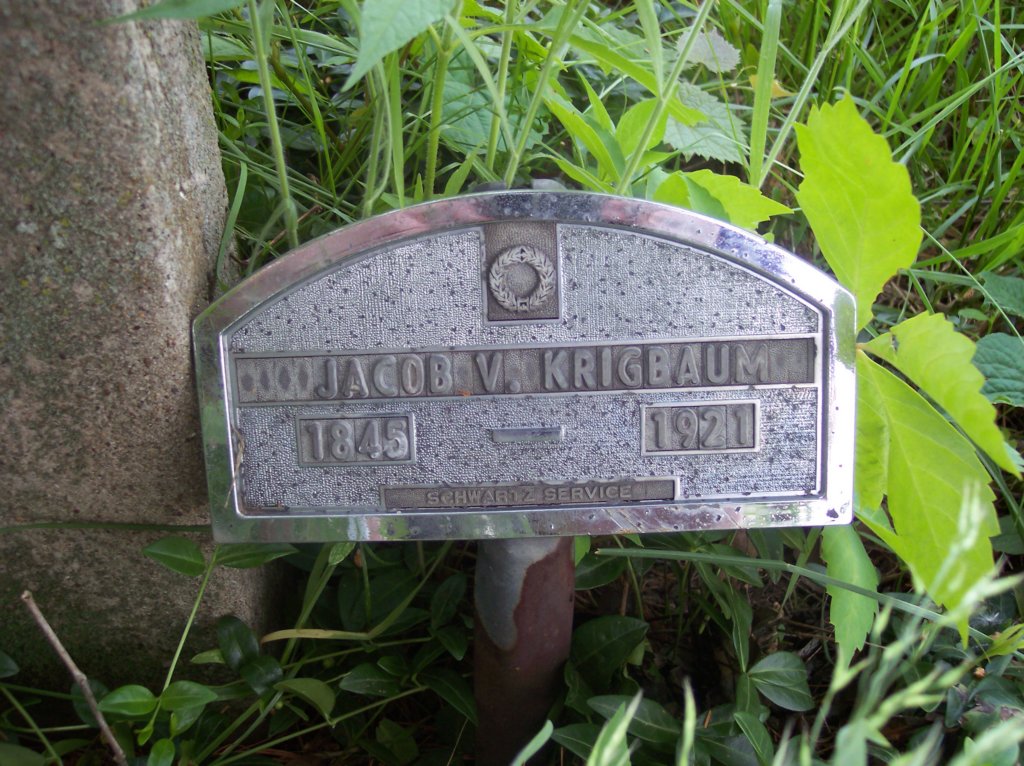 JACOB V. KRIGBAUM
1845 - 1921
SCHWARTZ SERVICE